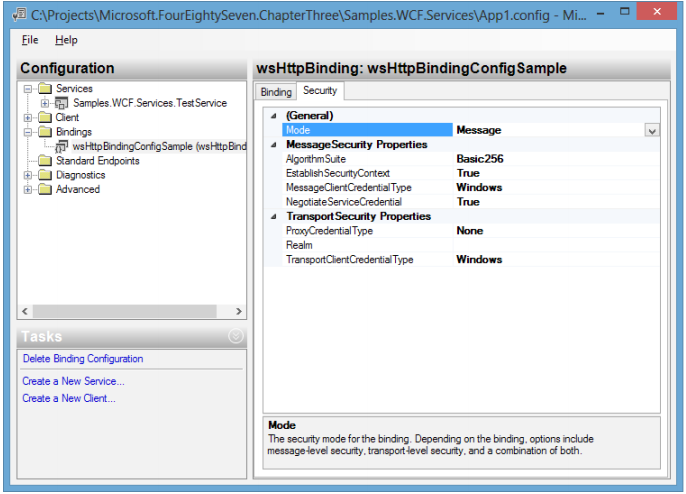 C:\Projects\Microsoft.FourEightySeven.ChapterThree\Samples.WCF.Services\App1.config - Mi...
File Help
Configuration
Services
Samples.WCF.Services.TestService
Client
Bindings
wsHttpBindingConfigSample (wsHttpBind
Standard Endpoints
Diagnostics
Advanced
Tasks
Delete Binding Configuration
Create a New Service...
Create a New Client...
wsHttpBinding: wsHttpBindingConfigSample
Binding Security
(General)
Mode Message
MessageSecurity Properties
AlgorithmSuite Basic256
EstablishSecurityContext True
MessageClientCredentialType Windows
NegotiateServiceCredential True
TransportSecurity Properties
ProxyCredentialType None
Realm
TransportClientCredentialType Windows
Mode
The security mode for the binding. Depending on the binding, options include
message-level security, transport-level security, and a combination of both.